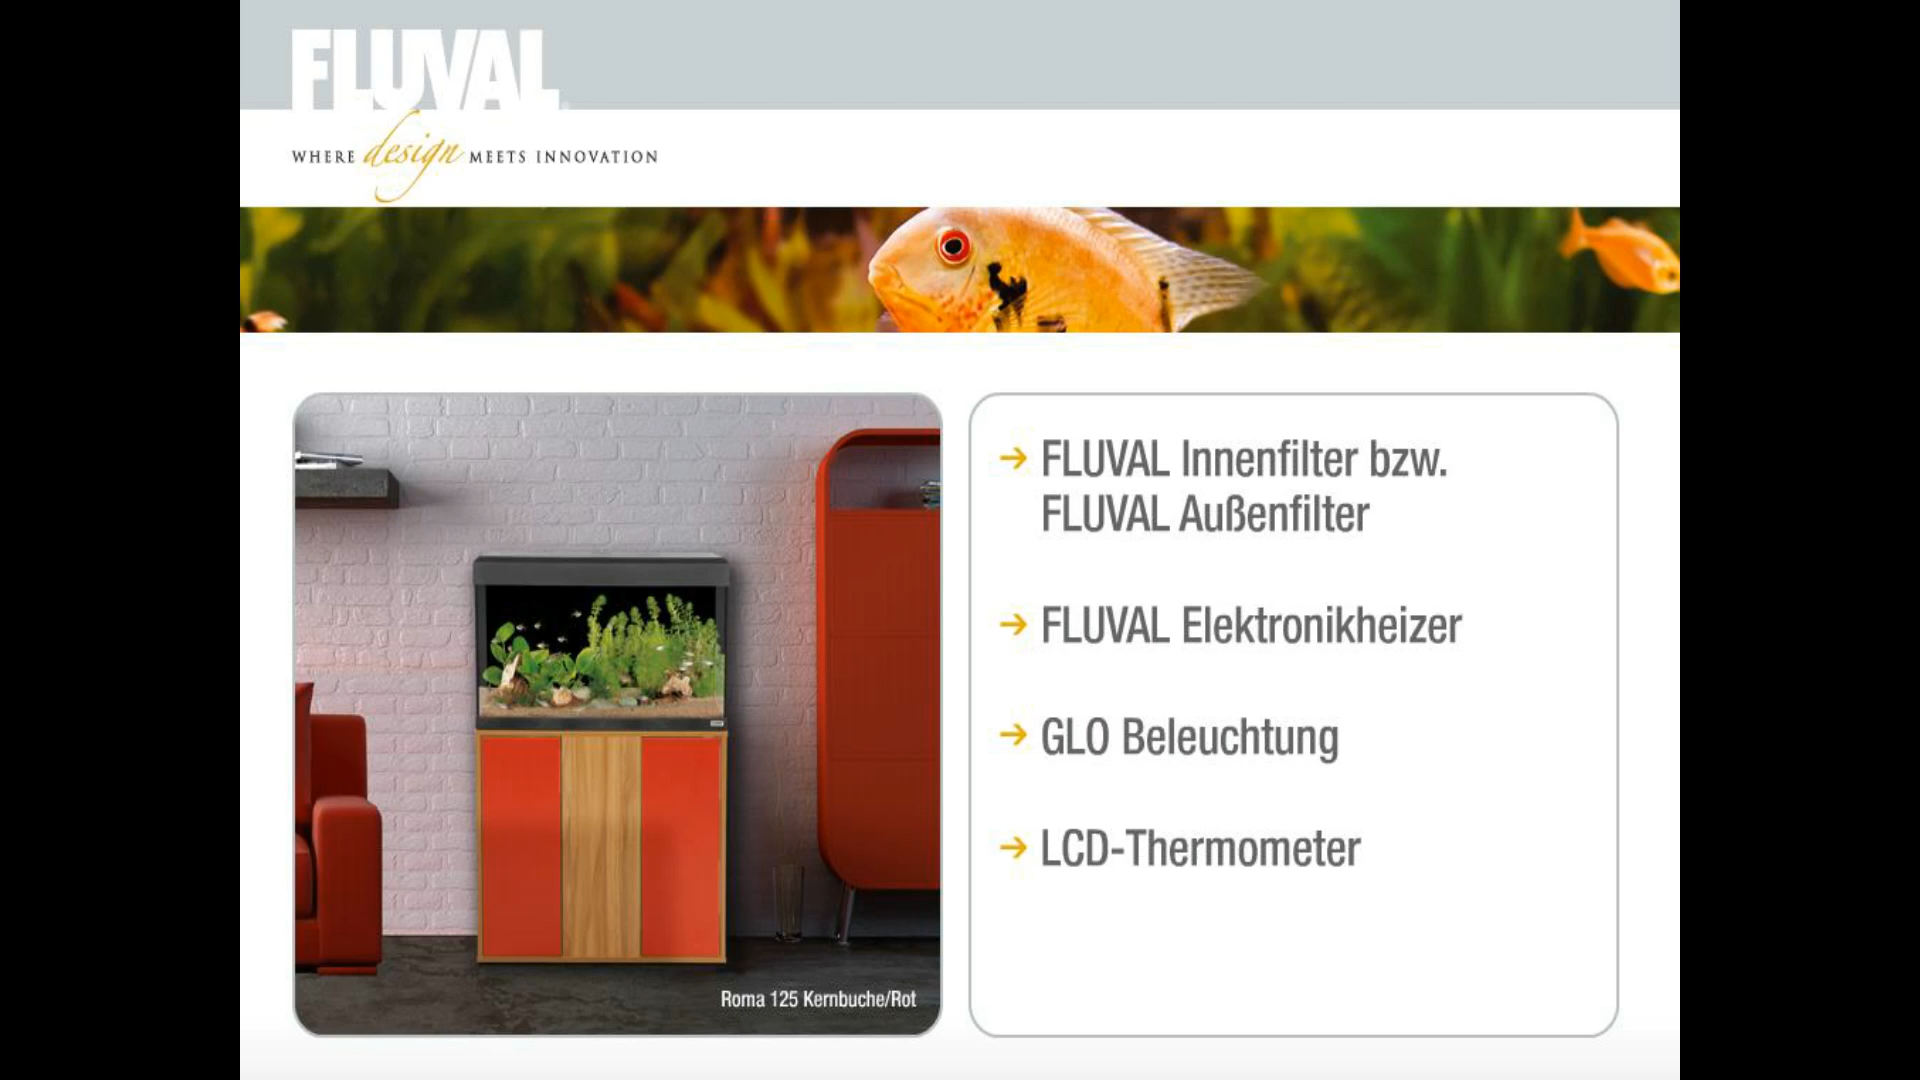 FLUVAL
WHERE design MEETS INNOVATION
→ FLUVAL Innenfilter bzw.
FLUVAL Außenfilter
→ FLUVAL Elektronikheizer
→ GLO Beleuchtung
→ LCD-Thermometer
Roma 125 Kernbuche/Rot